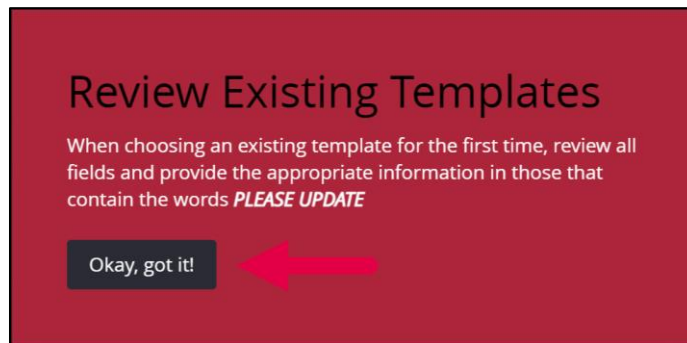 Review Existing Templates
When choosing an existing template for the first time, review all
fields and provide the appropriate information in those that
contain the words PLEASE UPDATE
Okay, got it!